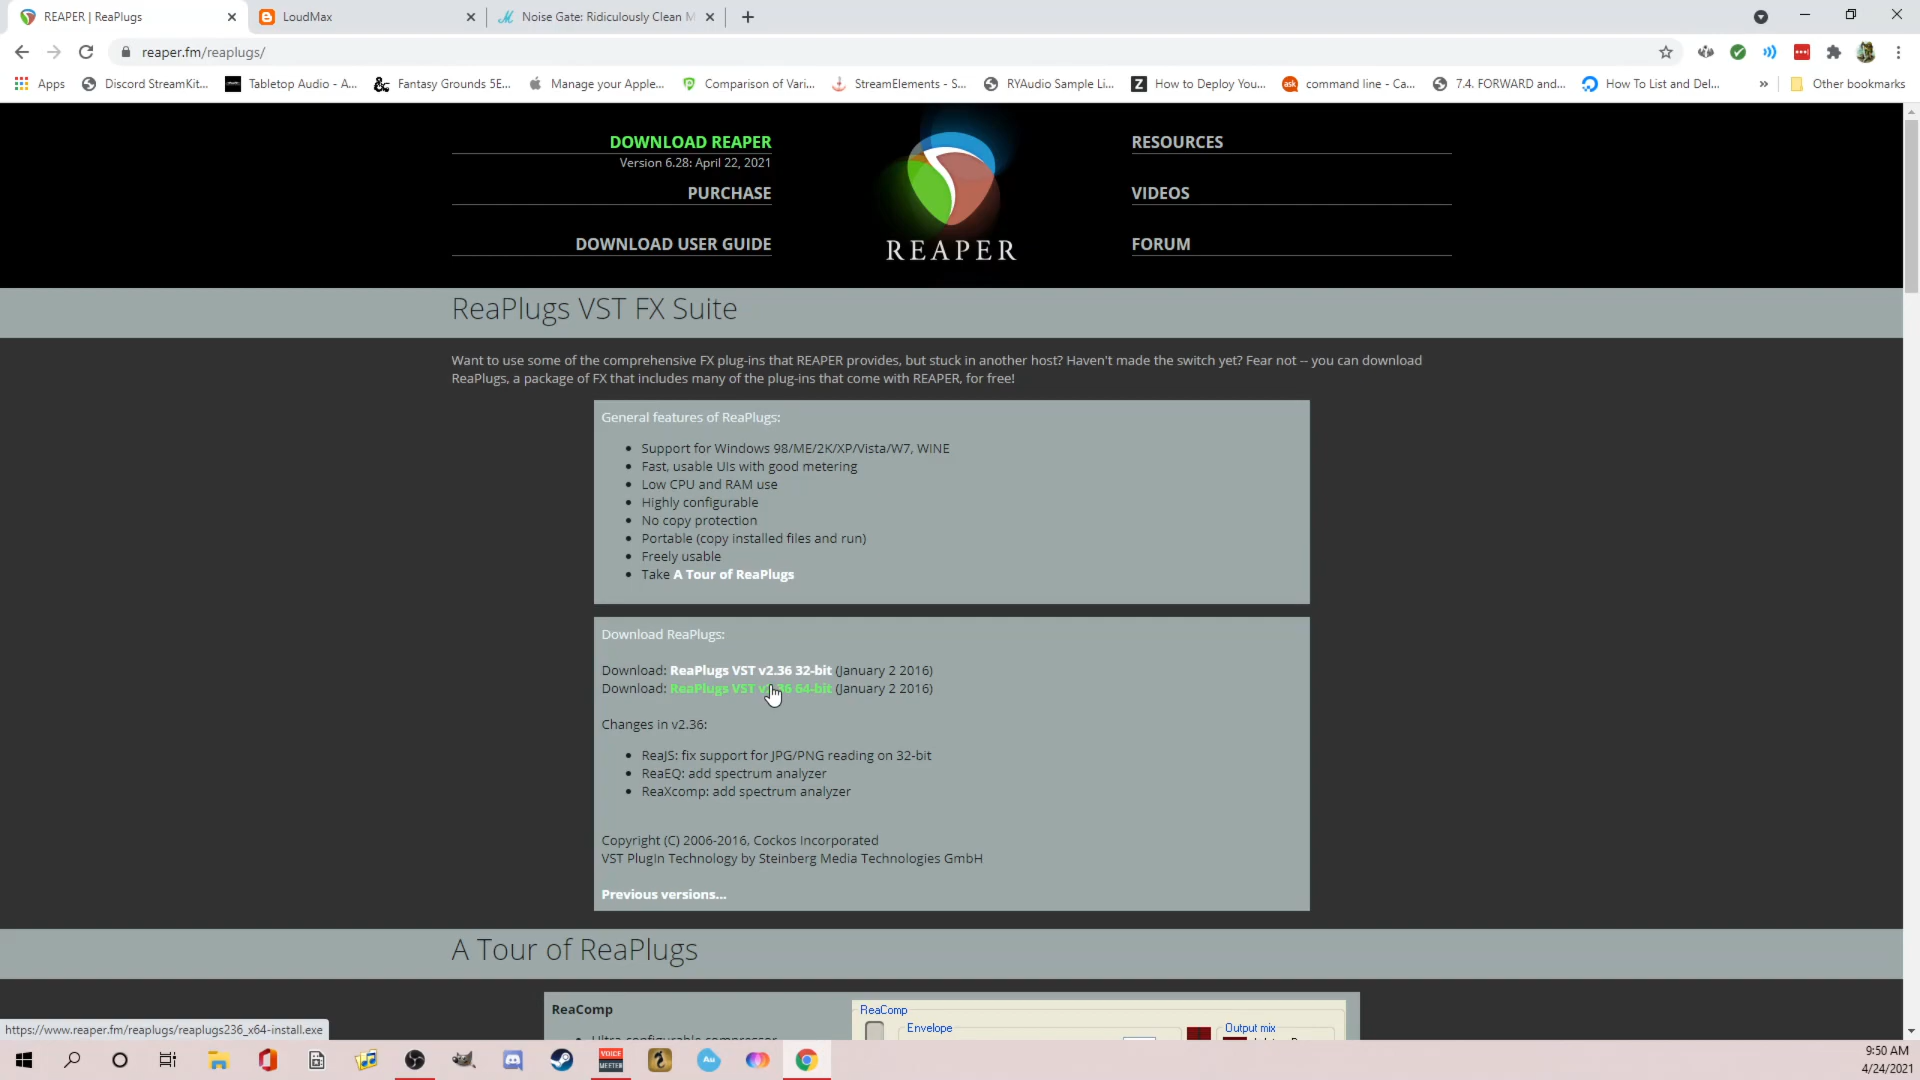 REAPER | ReaPlugs
LoudMax
Noise Gate: Ridiculously Clean M
reaper.fm/reaplugs/
Apps
Discord StreamKit...
Tabletop Audio - A...
Fantasy Grounds 5E...
Manage your Apple...
Comparison of Vari...
StreamElements - S...
RYAudio Sample Li...
How to Deploy You...
command line - Ca...
7.4. FORWARD and...
How To List and Del...
»
Other bookmarks
DOWNLOAD REAPER
Version 6.28: April 22, 2021
PURCHASE
DOWNLOAD USER GUIDE
REAPER
RESOURCES
VIDEOS
FORUM
ReaPlugs VST FX Suite
Want to use some of the comprehensive FX plug-ins that REAPER provides, but stuck in another host? Haven't made the switch yet? Fear not -- you can download
ReaPlugs, a package of FX that includes many of the plug-ins that come with REAPER, for free!
General features of ReaPlugs:
• Support for Windows 98/ME/2K/XP/Vista/W7, WINE
• Fast, usable UIs with good metering
• Low CPU and RAM use
• Highly configurable
• No copy protection
• Portable (copy installed files and run)
• Freely usable
• Take A Tour of ReaPlugs
Download ReaPlugs:
Download: ReaPlugs VST v2.36 32-bit (January 2 2016)
Download: ReaPlugs VST v2.36 64-bit (January 2 2016)
Changes in v2.36:
• ReaJS: fix support for JPG/PNG reading on 32-bit
• ReaEQ: add spectrum analyzer
• ReaXcomp: add spectrum analyzer
Copyright (C) 2006-2016, Cockos Incorporated
VST PlugIn Technology by Steinberg Media Technologies GmbH
Previous versions...
A Tour of ReaPlugs
ReaComp
ReaComp
Envelope
Output mix
https://www.reaper.fm/reaplugs/reaplugs236_x64-install.exe
VOICE
MEETER
Au
9:50 AM
4/24/2021